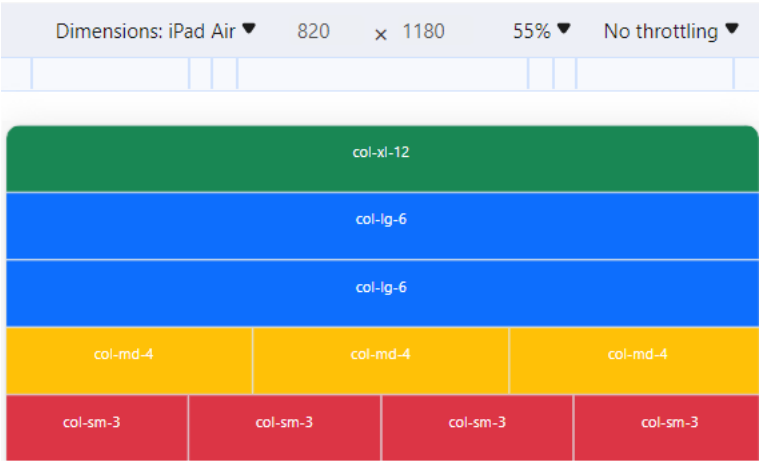 Dimensions: iPad Air 820 × 1180 55% No throttling
col-xl-12
col-lg-6
col-lg-6
col-md-4 col-md-4 col-md-4
col-sm-3 col-sm-3 col-sm-3 col-sm-3